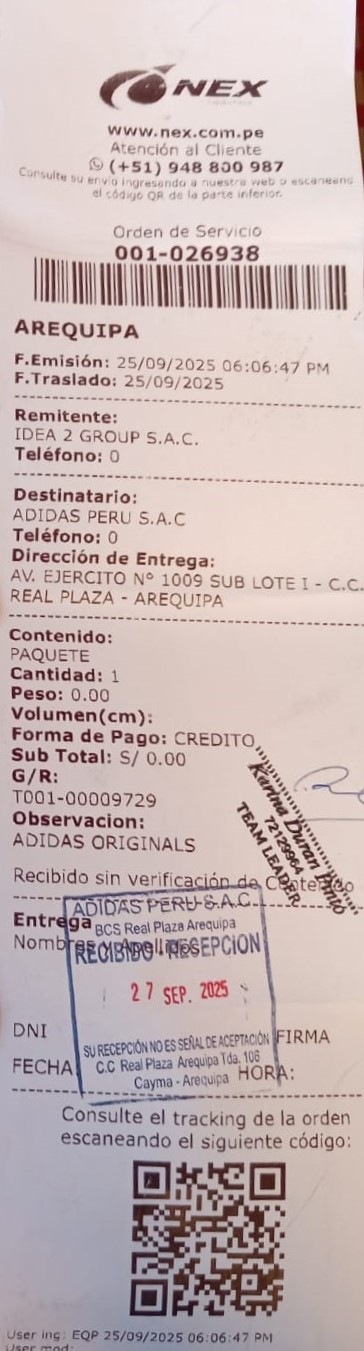 NEX
www.nex.com.pe
Atención al Cliente
(+51) 948 800 987
Consulte su envío ingresando a nuestra web o escaneand
el código QR de la parte inferior.
Orden de Servicio
001-026938
AREQUIPA
F.Emisión: 25/09/2025 06:06:47 PM
F.Traslado: 25/09/2025
Remitente:
IDEA 2 GROUP S.A.C.
Teléfono: 0
Destinatario:
ADIDAS PERU S.A.C
Teléfono: 0
Dirección de Entrega:
AV. EJERCITO Nº 1009 SUB LOTE I - C.C.
REAL PLAZA - AREQUIPA
Contenido:
PAQUETE
Cantidad: 1
Peso: 0.00
Volumen(cm):
Forma de Pago: CREDITO
Sub Total: S/ 0.00
G/R:
T001-00009729
Observacion:
ADIDAS ORIGINALS
Karina Duran
TEAM LEADER
Recibido sin verificación de Contenido
Entrega
Nombres y Apellidos
ADIDAS PERU S.A.C.
BCS Real Plaza Arequipa
RECIBIDO - RESEPCION
27 SEP. 2025
SU RECEPCIÓN NO ES SEÑAL DE ACEPTACIÓN
C.C Real Plaza Arequipa Tda. 106
Cayma - Arequipa
DNI
FIRMA
FECHA
HORA:
Consulte el tracking de la orden
escaneando el siguiente código:
User ing: EQP 25/09/2025 06:06:47 PM
User mod: